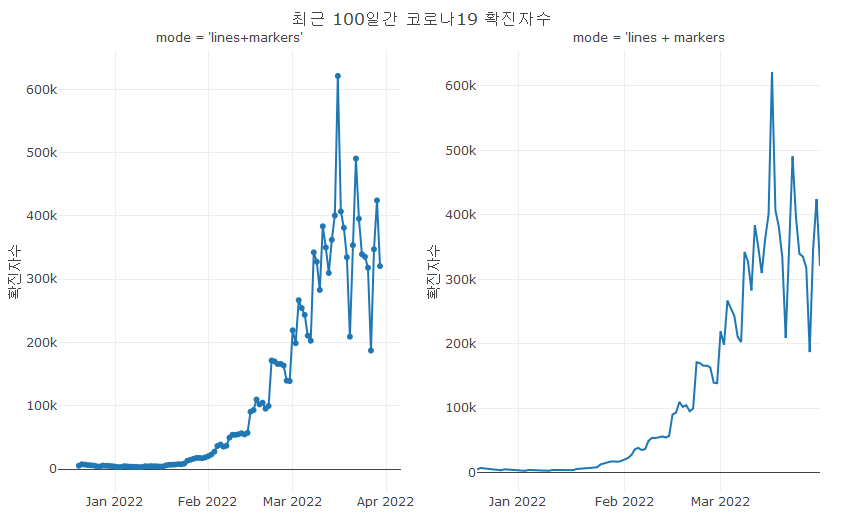 최근 100일간 코로나19 확진자수
mode = 'lines+markers'
mode = 'lines + markers
확진자수
600k
500k
400k
300k
200k
100k
0
Jan 2022
Feb 2022
Mar 2022
Apr 2022
확진자수
600k
500k
400k
300k
200k
100k
0
Jan 2022
Feb 2022
Mar 2022